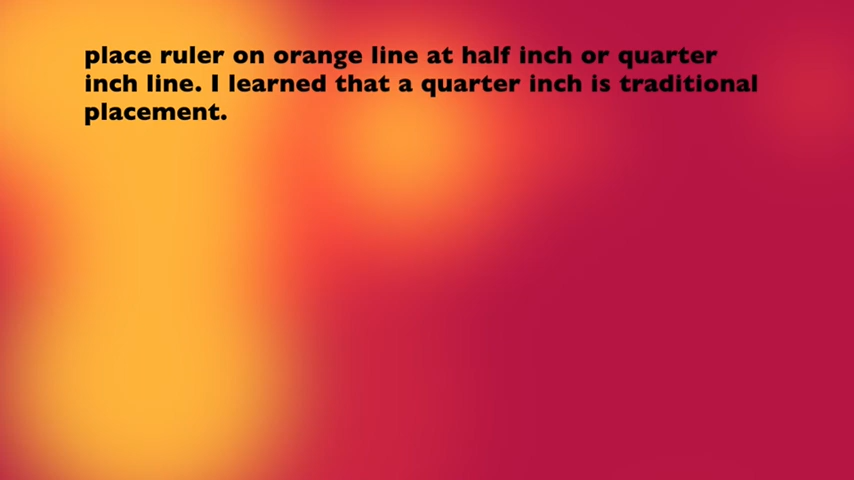 place ruler on orange line at half inch or quarter
inch line. I learned that a quarter inch is traditional
placement.